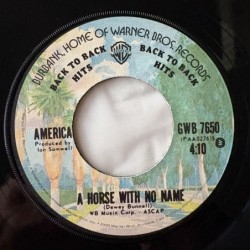 BURBANK, HOME OF WARNER BROS. RECORDS
BACK TO BACK HITS
BACK TO BACK HITS
AMERICA
Produced by
Ian Samwell
GWB 7650
4:10
A HORSE WITH NO NAME
(Dewey Bunnell)
WB Music Corp. - ASCAP